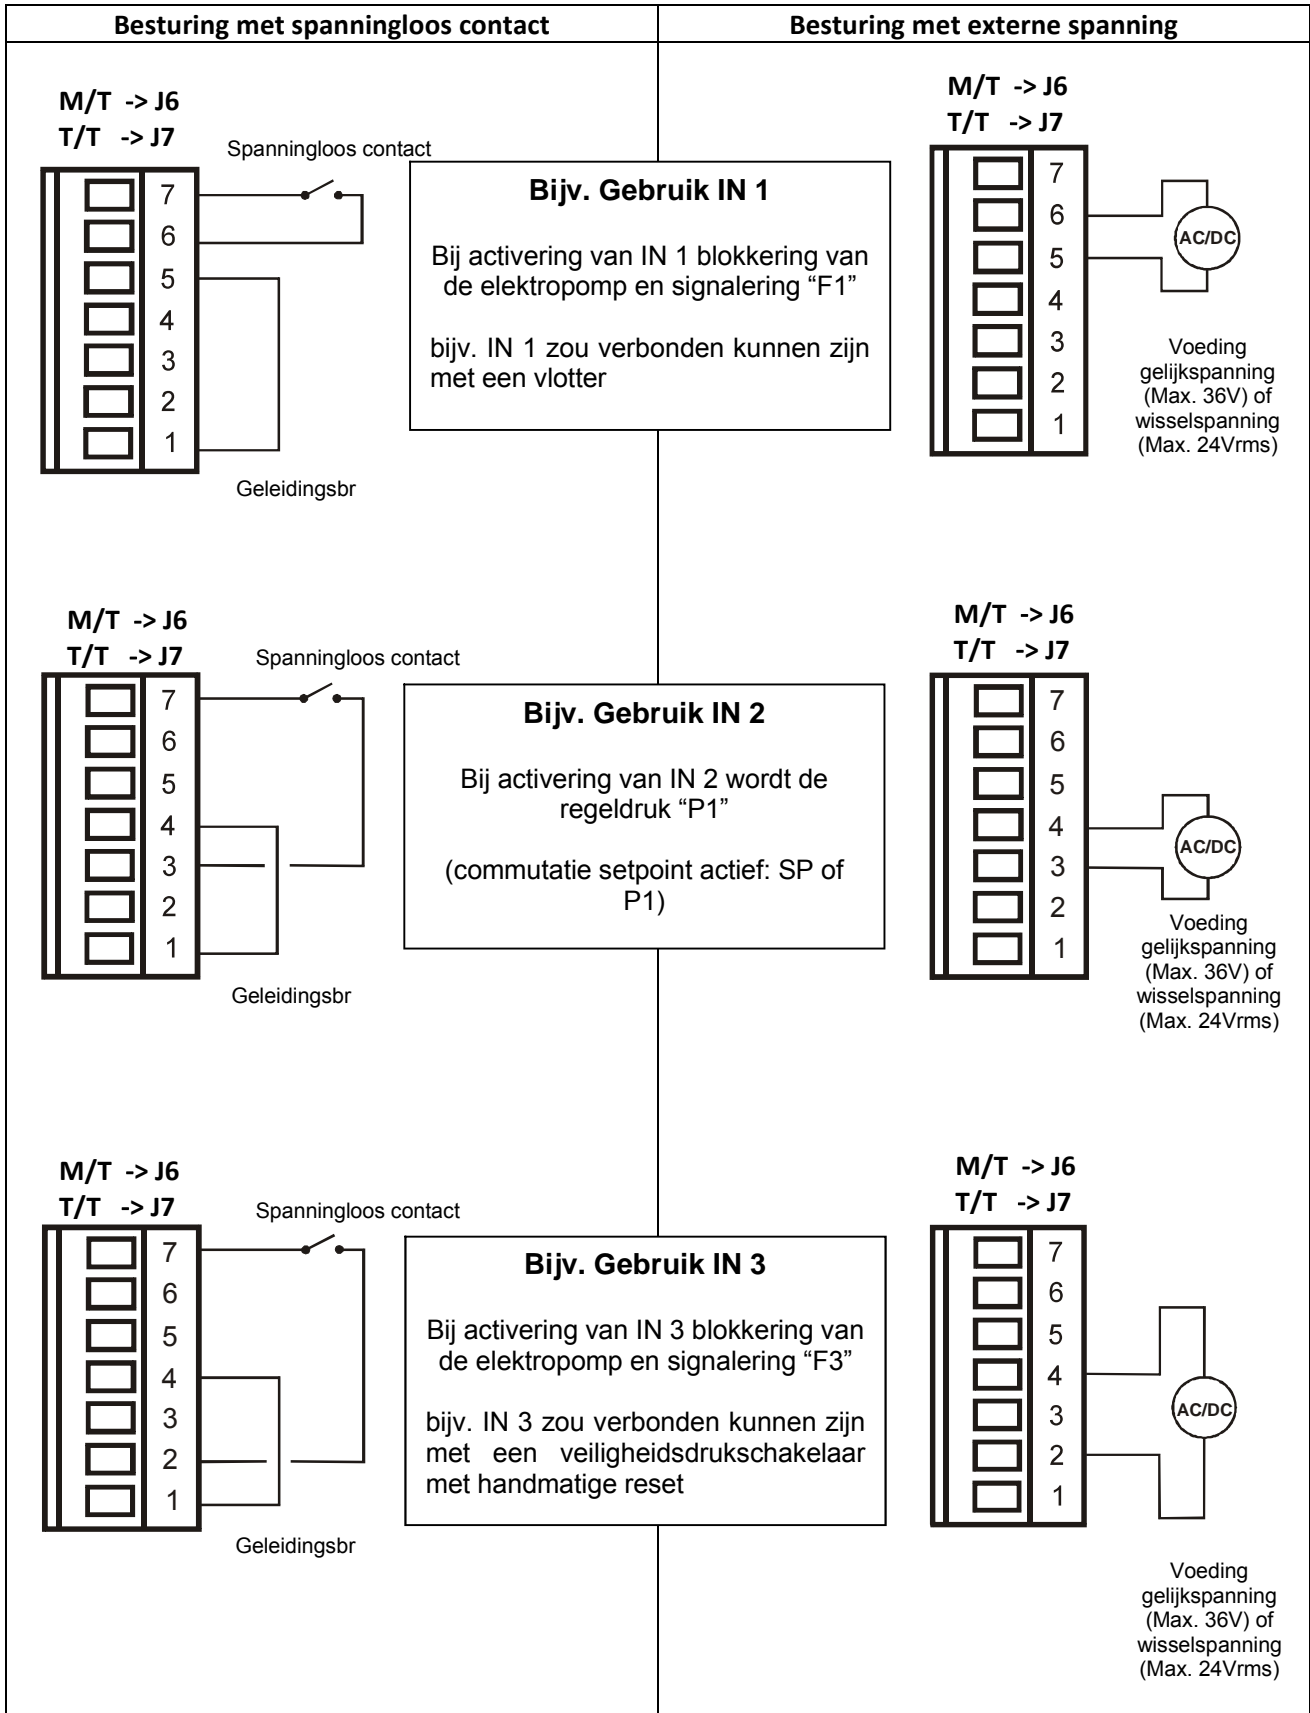 Besturing met spanningloos contact
Besturing met externe spanning
M/T -> J6
T/T -> J7
Spanningloos contact
7
6
5
4
3
2
1
Geleidingsbr
Bijv. Gebruik IN 1
Bij activering van IN 1 blokkering van
de elektropomp en signalering “F1”
bijv. IN 1 zou verbonden kunnen zijn
met een vlotter
M/T -> J6
T/T -> J7
7
6
5
4
3
2
1
AC/DC
Voeding
gelijkspanning
(Max. 36V) of
wisselspanning
(Max. 24Vrms)
M/T -> J6
T/T -> J7
Spanningloos contact
7
6
5
4
3
2
1
Geleidingsbr
Bijv. Gebruik IN 2
Bij activering van IN 2 wordt de
regeldruk “P1”
(commutatie setpoint actief: SP of
P1)
M/T -> J6
T/T -> J7
7
6
5
4
3
2
1
AC/DC
Voeding
gelijkspanning
(Max. 36V) of
wisselspanning
(Max. 24Vrms)
M/T -> J6
T/T -> J7
Spanningloos contact
7
6
5
4
3
2
1
Geleidingsbr
Bijv. Gebruik IN 3
Bij activering van IN 3 blokkering van
de elektropomp en signalering “F3”
bijv. IN 3 zou verbonden kunnen zijn
met een veiligheidsdrukschakelaar
met handmatige reset
M/T -> J6
T/T -> J7
7
6
5
4
3
2
1
AC/DC
Voeding
gelijkspanning
(Max. 36V) of
wisselspanning
(Max. 24Vrms)